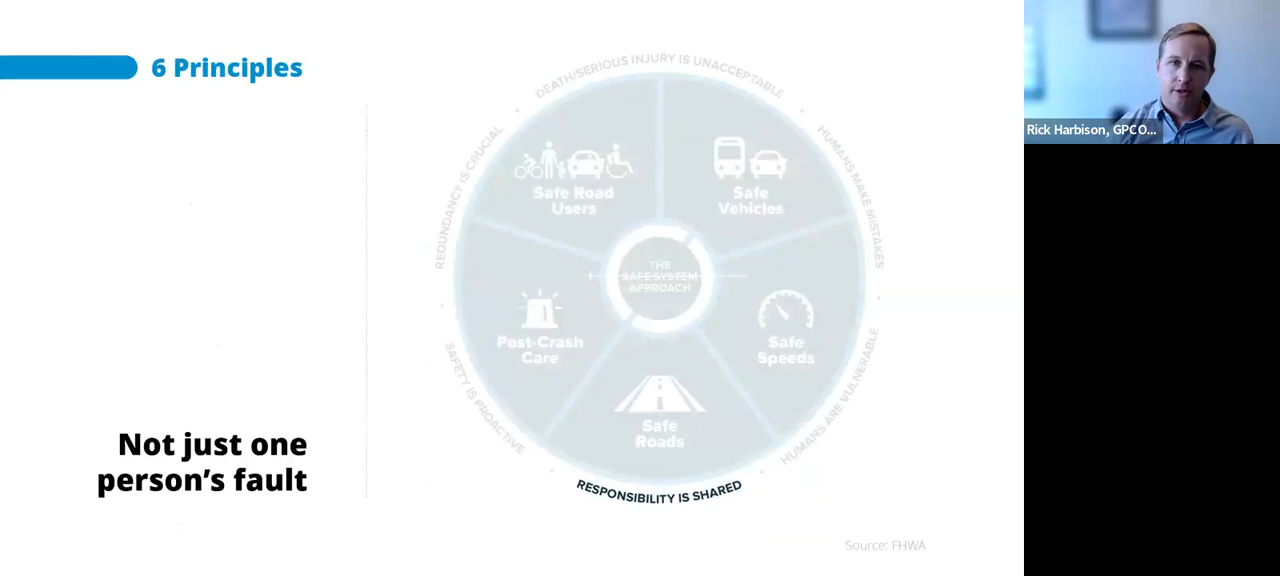 6 Principles
Not just one
person’s fault
DEATH/SERIOUS INJURY IS UNACCEPTABLE
HUMANS MAKE MISTAKES
HUMANS ARE VULNERABLE
RESPONSIBILITY IS SHARED
SAFETY IS PROACTIVE
REDUNDANCY IS CRUCIAL
Safe Road
Users
Safe
Vehicles
THE
SAFE SYSTEM
APPROACH
Post-Crash
Care
Safe
Speeds
Safe
Roads
Source: FHWA
Rick Harbison, GPCO...